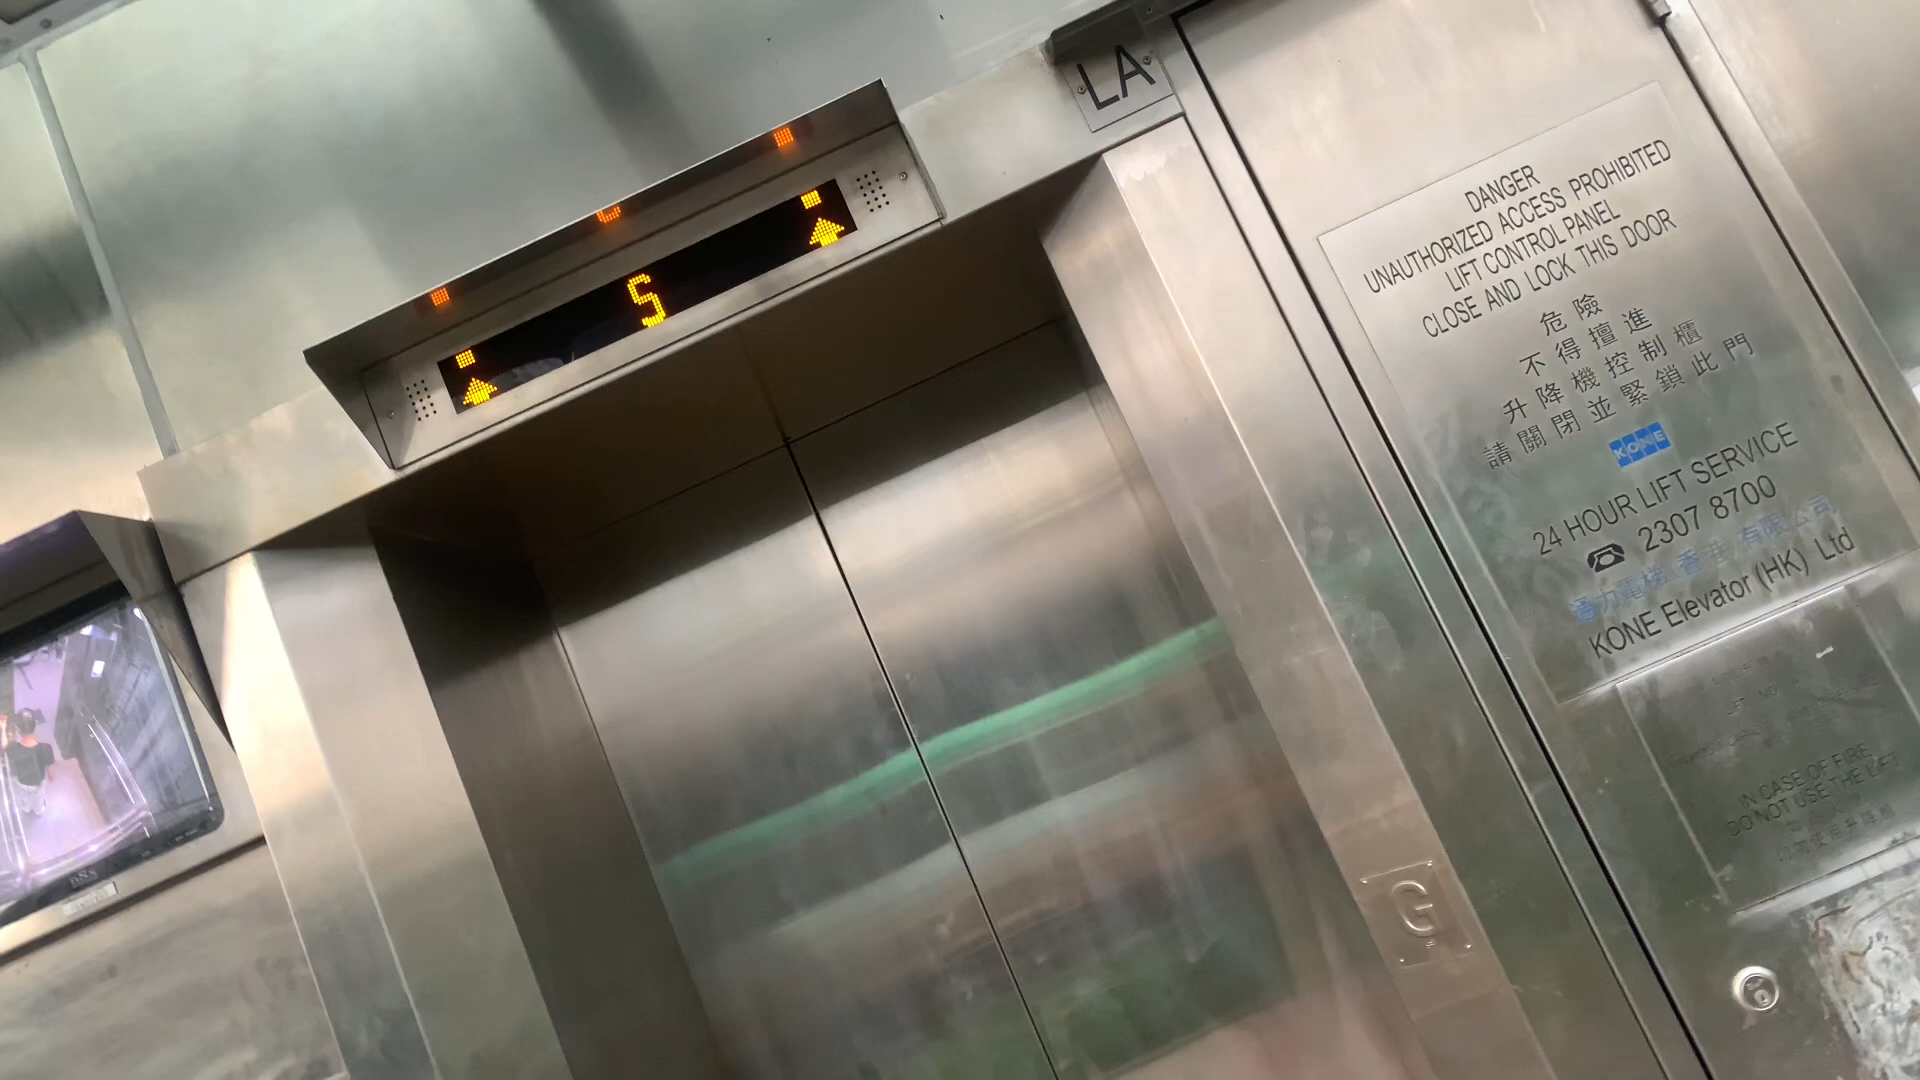 LA
S
DANGER
UNAUTHORIZED ACCESS PROHIBITED
LIFT CONTROL PANEL
CLOSE AND LOCK THIS DOOR
危險
不得擅進
升降機控制櫃
請關閉並緊鎖此門
KONE
24 HOUR LIFT SERVICE
2307 8700
通力電梯 香港 有限公司
KONE Elevator (HK) Ltd
IN CASE OF FIRE
DO NOT USE THE LIFT
G